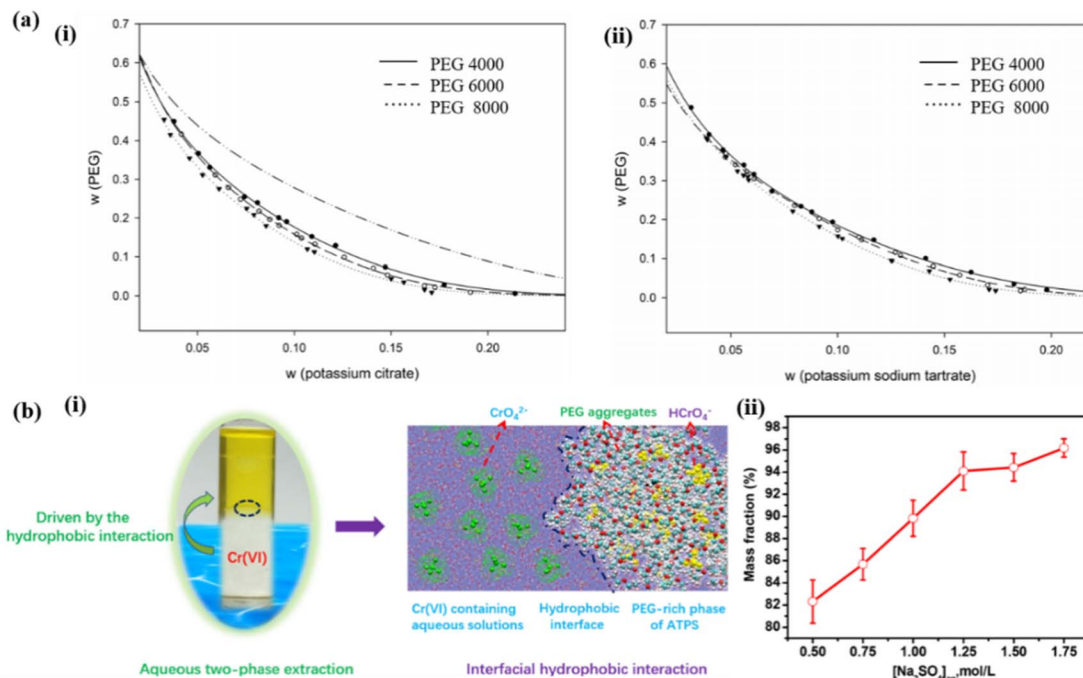 (a)
(i)
0.7
0.6
0.5
0.4
0.3
0.2
0.1
0.0
w (PEG)
PEG 4000
PEG 6000
PEG 8000
0.05 0.10 0.15 0.20
w (potassium citrate)
(ii)
0.7
0.6
0.5
0.4
0.3
0.2
0.1
0.0
w (PEG)
PEG 4000
PEG 6000
PEG 8000
0.05 0.10 0.15 0.20
w (potassium sodium tartrate)
(b)
(i)
Driven by the
hydrophobic interaction
Cr(VI)
Aqueous two-phase extraction
CrO₄²⁻ PEG aggregates HCrO₄⁻
Cr(VI) containing
aqueous solutions
Hydrophobic
interface
PEG-rich phase
of ATPS
Interfacial hydrophobic interaction
(ii)
98
96
94
92
90
88
86
84
82
80
Mass fraction (%)
0.50 0.75 1.00 1.25 1.50 1.75
mol/L